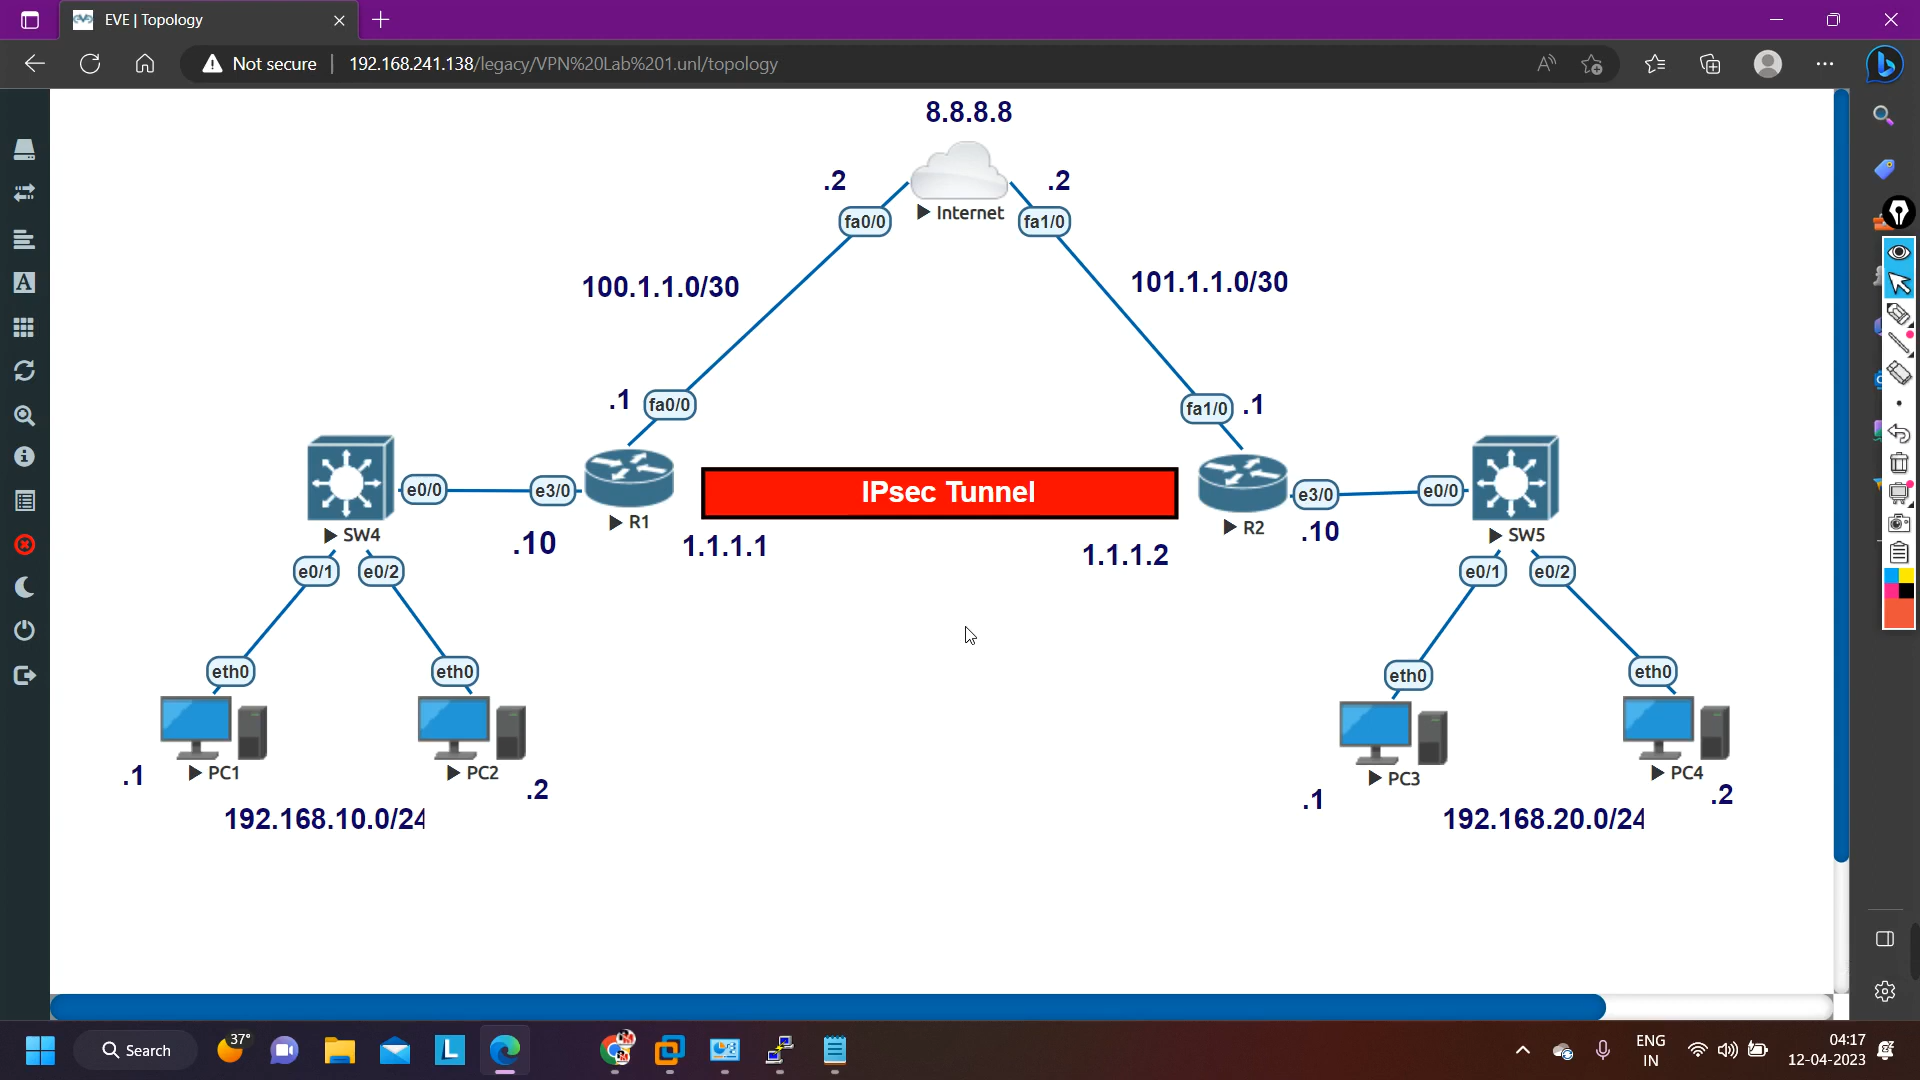 EVE | Topology
Not secure
192.168.241.138/legacy/VPN%20Lab%201.unl/topology
8.8.8.8
.2
.2
Internet
fa0/0
fa1/0
100.1.1.0/30
101.1.1.0/30
.1
fa0/0
fa1/0
.1
IPsec Tunnel
e0/0
e3/0
e3/0
e0/0
R1
R2
SW4
SW5
.10
1.1.1.1
1.1.1.2
.10
e0/1
e0/2
e0/1
e0/2
eth0
eth0
eth0
eth0
PC1
PC2
PC3
PC4
.1
.2
.1
.2
192.168.10.0/24
192.168.20.0/24
37°
Search
ENG
IN
04:17
12-04-2023